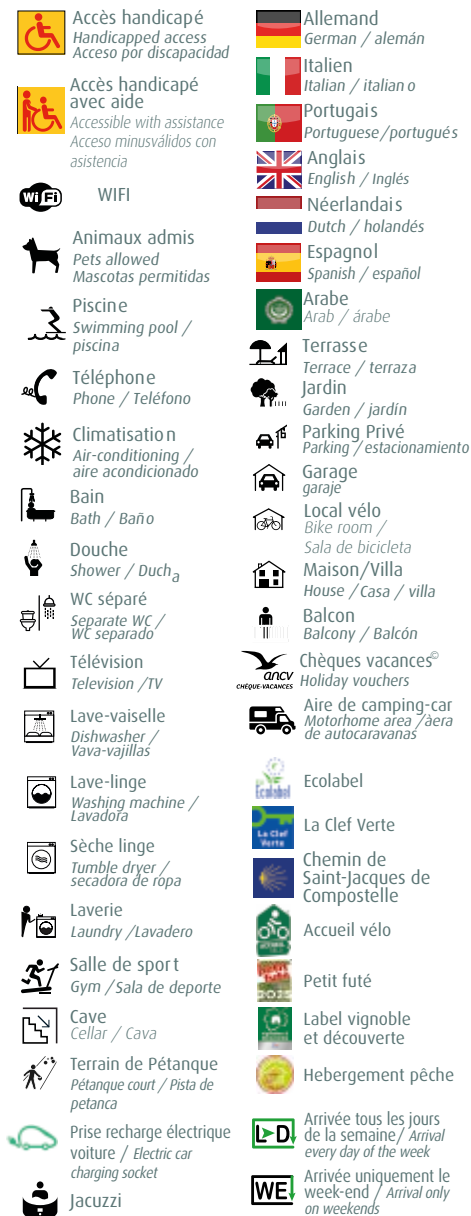 Accès handicapé
Handicapped access
Acceso por discapacidad
Accès handicapé
avec aide
Accessible with assistance
Acceso minusválidos con
asistencia
WiFi
WIFI
Animaux admis
Pets allowed
Mascotas permitidas
Piscine
Swimming pool /
piscina
Téléphone
Phone / Teléfono
Climatisation
Air-conditioning /
aire acondicionado
Bain
Bath / Baño
Douche
Shower / Ducha
WC séparé
Separate WC /
WC separado
Télévision
Television /TV
Lave-vaiselle
Dishwasher /
Vava-vajillas
Lave-linge
Washing machine /
Lavadora
Sèche linge
Tumble dryer /
secadora de ropa
Laverie
Laundry /Lavadero
Salle de sport
Gym /Sala de deporte
Cave
Cellar / Cava
Terrain de Pétanque
Pétanque court / Pista de
petanca
Prise recharge électrique
voiture / Electric car
charging socket
Jacuzzi
Allemand
German / alemán
Italien
Italian / italian o
Portugais
Portuguese/portugués
Anglais
English / Inglés
Néerlandais
Dutch / holandés
Espagnol
Spanish / español
Arabe
Arab / árabe
Terrasse
Terrace / terraza
Jardin
Garden / jardín
Parking Privé
Parking / estacionamiento
Garage
garaje
Local vélo
Bike room /
Sala de bicicleta
Maison/Villa
House /Casa / villa
Balcon
Balcony / Balcón
ancv
CHÈQUE-VACANCES
Chèques vacances©
Holiday vouchers
Aire de camping-car
Motorhome area /àera
de autocaravanas
Ecolabel
Ecolabel
La Clef
Verte
La Clef Verte
Chemin de
Saint-Jacques de
Compostelle
Accueil vélo
Petit futé
Label vignoble
et découverte
Hebergement pêche
L>D
Arrivée tous les jours
de la semaine/ Arrival
every day of the week
WE
Arrivée uniquement le
week-end / Arrival only
on weekends